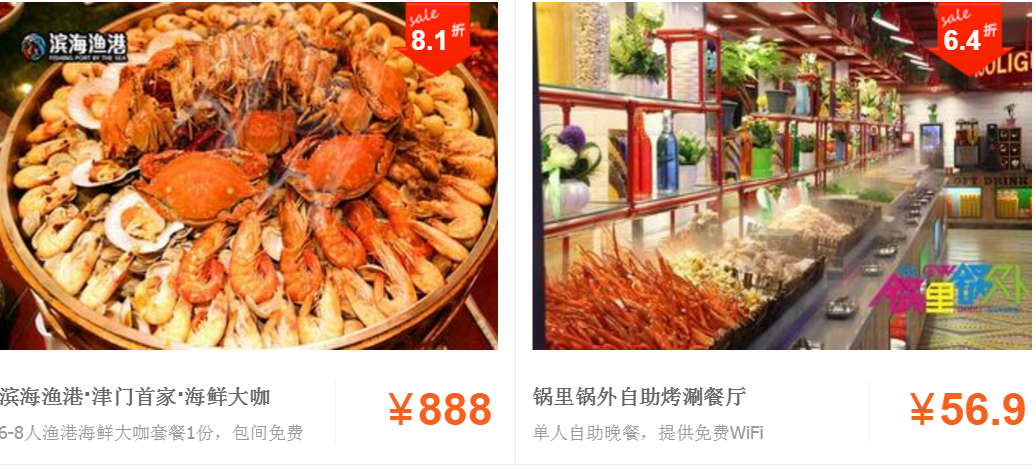 滨海渔港
FISHING PORT BY THE SEA
sale
8.1折
滨海渔港·津门首家·海鲜大咖
6-8人渔港海鲜大咖套餐1份，包间免费
￥888
sale
6.4折
锅里锅外
锅里锅外自助烤涮餐厅
单人自助晚餐，提供免费WiFi
￥56.9